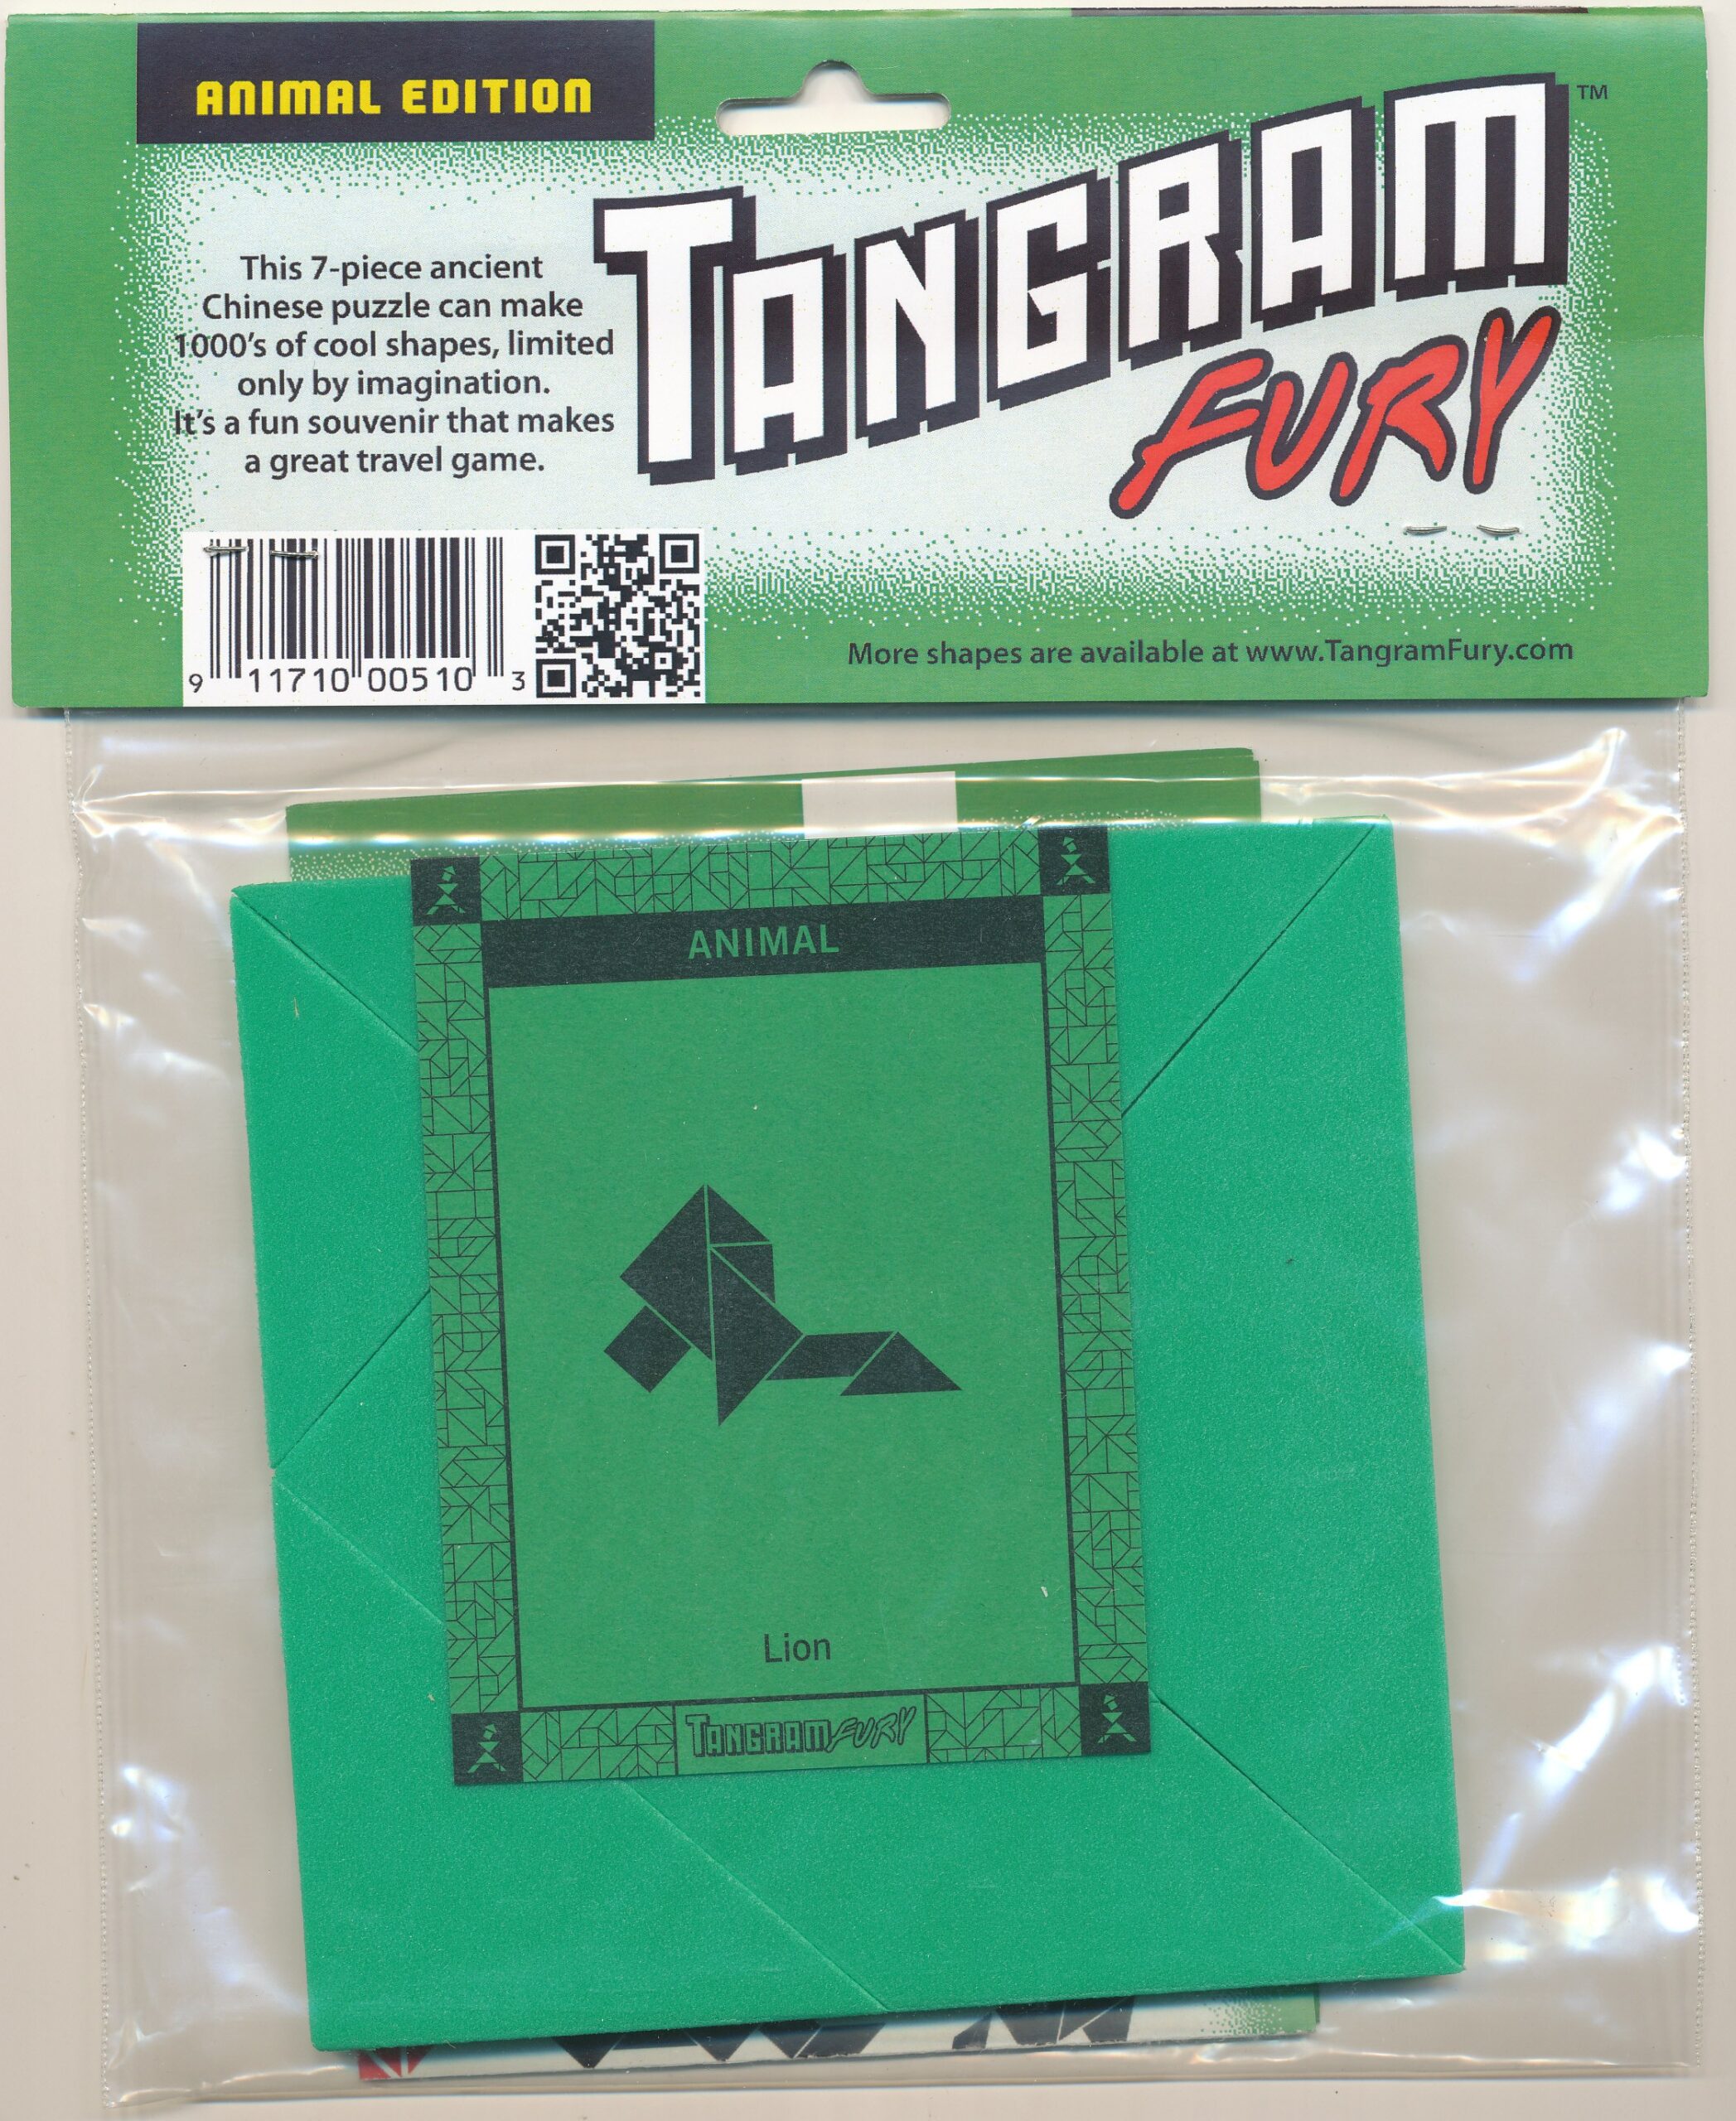 ANIMAL EDITION
TANGRAM™
FURY
This 7-piece ancient
Chinese puzzle can make
1000's of cool shapes, limited
only by imagination.
It's a fun souvenir that makes
a great travel game.
9 11710 00510 3
More shapes are available at www.TangramFury.com
ANIMAL
Lion
TANGRAM FURY